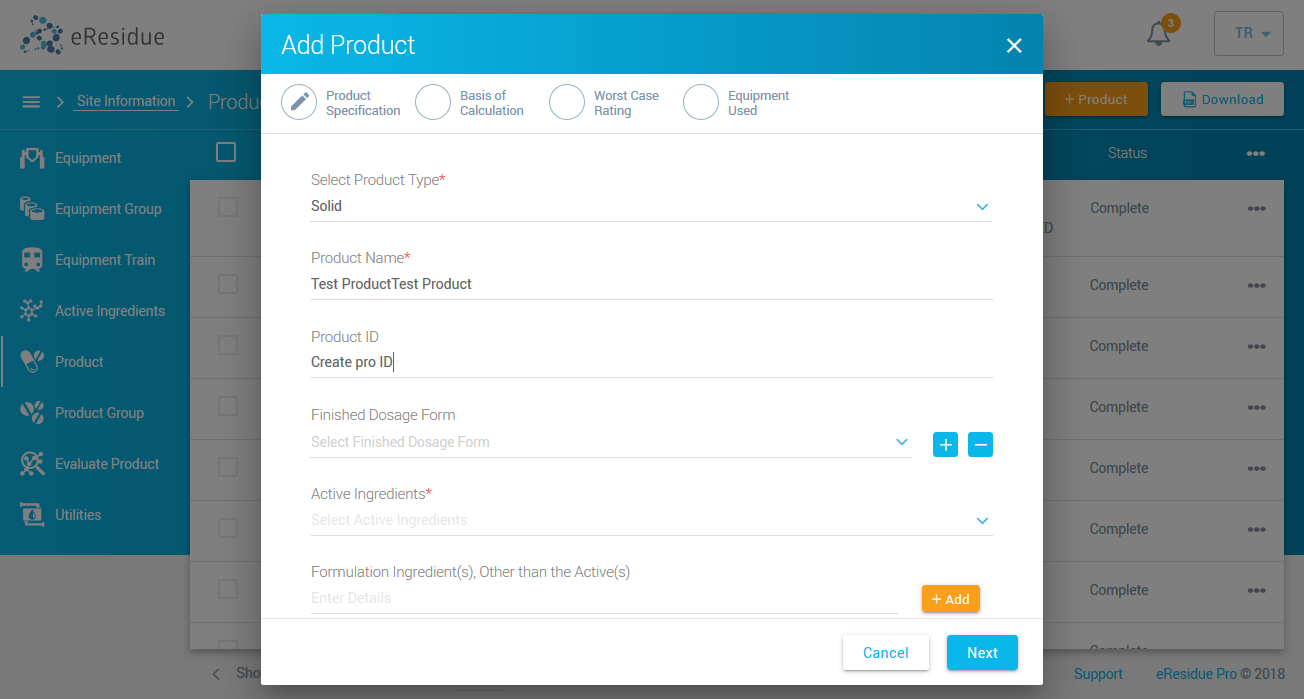 eResidue
3
TR
Site Information
Produ
+ Product
Download
Add Product
Product
Specification
Basis of
Calculation
Worst Case
Rating
Equipment
Used
Equipment
Equipment Group
Equipment Train
Active Ingredients
Product
Product Group
Evaluate Product
Utilities
Status
Complete
D
Complete
Complete
Complete
Complete
Complete
Complete
Complete
Select Product Type*
Solid
Product Name*
Test ProductTest Product
Product ID
Create pro ID
Finished Dosage Form
Select Finished Dosage Form
Active Ingredients*
Select Active Ingredients
Formulation Ingredient(s), Other than the Active(s)
Enter Details
+ Add
Cancel
Next
Sho
Support
eResidue Pro © 2018